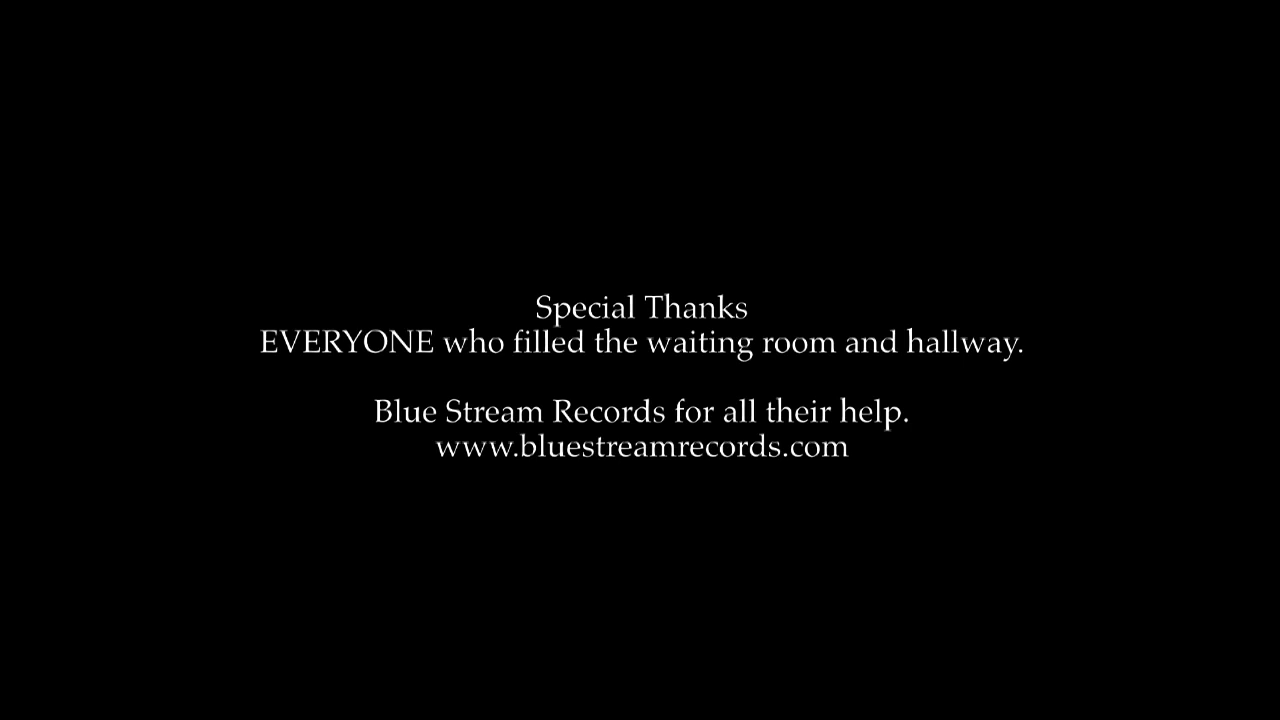 Special Thanks
EVERYONE who filled the waiting room and hallway.
Blue Stream Records for all their help.
www.bluestreamrecords.com